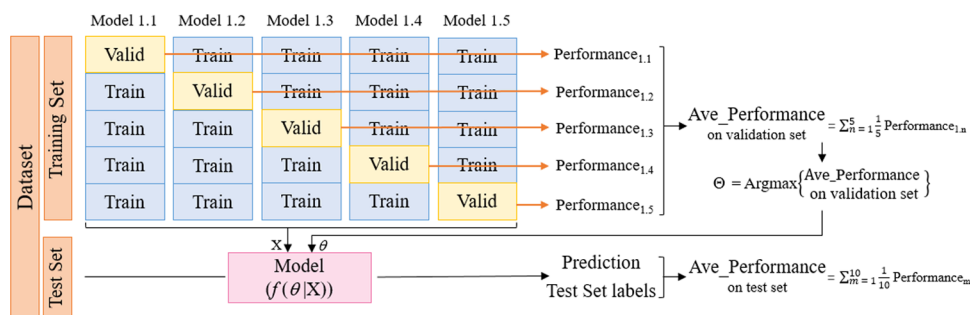 Model 1.1 Model 1.2 Model 1.3 Model 1.4 Model 1.5
Dataset
Training Set
Valid Train Train Train Train Performance1.1
Train Valid Train Train Train Performance1.2
Train Train Valid Train Train Performance1.3
Train Train Train Valid Train Performance1.4
Train Train Train Train Valid Performance1.5
Ave_Performance
on validation set
= ∑⁵ₙ₌₁ 1/5 Performance1.n
Θ = Argmax{Ave_Performance
on validation set}
Test Set
X θ
Model
(f(θ|X))
Prediction
Test Set labels
Ave_Performance
on test set
= ∑¹⁰ₘ₌₁ 1/10 Performancem